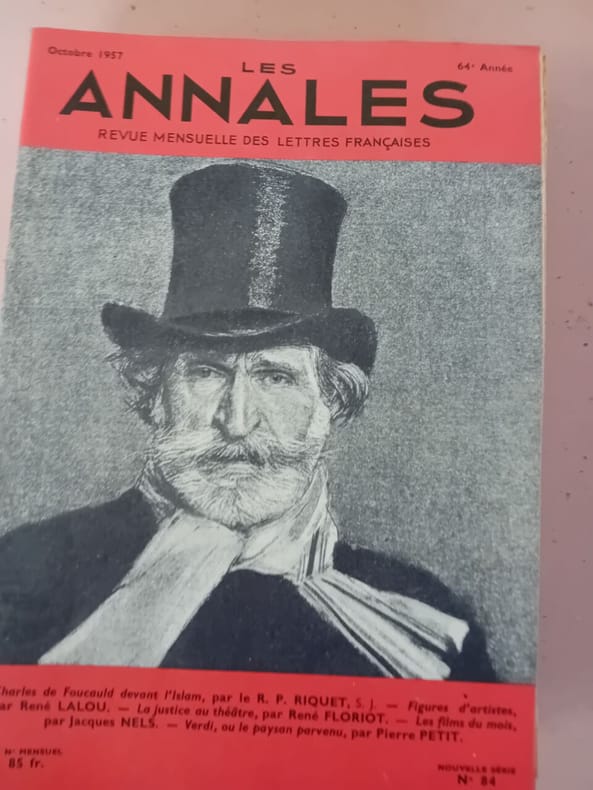 Octobre 1957
64e Année
LES
ANNALES
REVUE MENSUELLE DES LETTRES FRANÇAISES
Charles de Foucauld devant l'Islam, par le R. P. RIQUET, S. J. — Figures d'artistes,
par René LALOU. — La justice au théâtre, par René FLORIOT. — Les films du mois,
par Jacques NELS. — Verdi, ou le paysan parvenu, par Pierre PETIT.
N° MENSUEL
85 fr.
NOUVELLE SÉRIE
N° 84